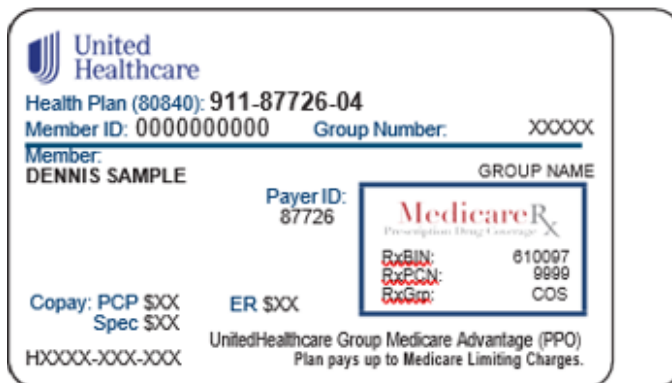 United
Healthcare
Health Plan (80840): 911-87726-04
Member ID: 0000000000 Group Number: XXXXX
Member:
DENNIS SAMPLE GROUP NAME
Payer ID:
87726
MedicareRx
Prescription Drug Coverage
RxBIN: 610097
RxPCN: 9999
RxGrp: COS
Copay: PCP $XX ER $XX
Spec $XX
UnitedHealthcare Group Medicare Advantage (PPO)
HXXXX-XXX-XXX Plan pays up to Medicare Limiting Charges.